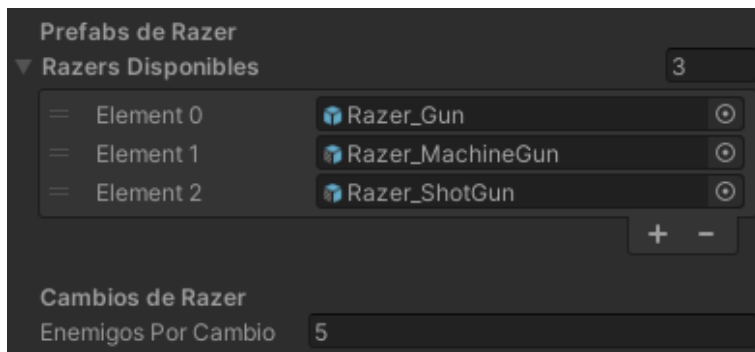 Prefabs de Razer
Razers Disponibles 3
Element 0 Razer_Gun
Element 1 Razer_MachineGun
Element 2 Razer_ShotGun
+ -
Cambios de Razer
Enemigos Por Cambio 5